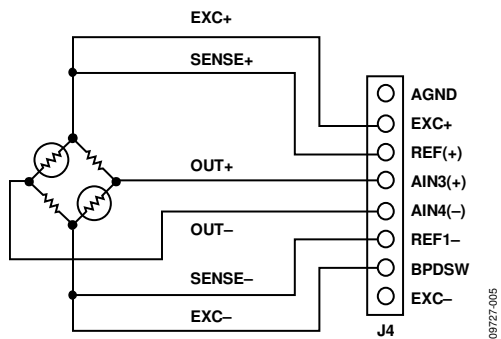 EXC+
SENSE+
OUT+
OUT–
SENSE–
EXC–
AGND
EXC+
REF(+)
AIN3(+)
AIN4(–)
REF1–
BPDSW
EXC–
J4
09727-005